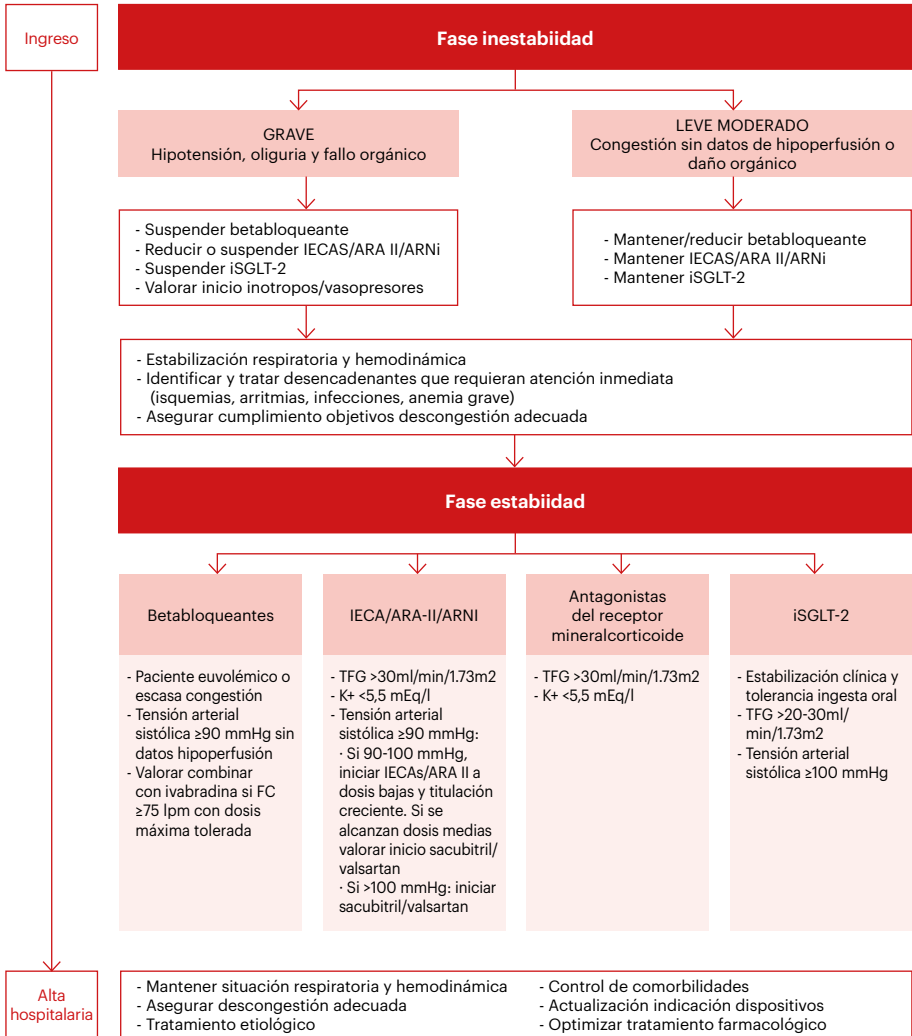 Ingreso
Fase inestabiidad
GRAVE
Hipotensión, oliguria y fallo orgánico
LEVE MODERADO
Congestión sin datos de hipoperfusión o
daño orgánico
- Suspender betabloqueante
- Reducir o suspender IECAS/ARA II/ARNi
- Suspender iSGLT-2
- Valorar inicio inotropos/vasopresores
- Mantener/reducir betabloqueante
- Mantener IECAS/ARA II/ARNi
- Mantener iSGLT-2
- Estabilización respiratoria y hemodinámica
- Identificar y tratar desencadenantes que requieran atención inmediata
(isquemias, arritmias, infecciones, anemia grave)
- Asegurar cumplimiento objetivos descongestión adecuada
Fase estabiidad
Betabloqueantes
- Paciente euvolémico o
escasa congestión
- Tensión arterial
sistólica ≥90 mmHg sin
datos hipoperfusión
- Valorar combinar
con ivabradina si FC
≥75 lpm con dosis
máxima tolerada
IECA/ARA-II/ARNI
- TFG >30ml/min/1.73m2
- K+ <5,5 mEq/l
- Tensión arterial
sistólica ≥90 mmHg:
· Si 90-100 mmHg,
iniciar IECAs/ARA II a
dosis bajas y titulación
creciente. Si se
alcanzan dosis medias
valorar inicio sacubitril/
valsartan
· Si >100 mmHg: iniciar
sacubitril/valsartan
Antagonistas
del receptor
mineralcorticoide
- TFG >30ml/min/1.73m2
- K+ <5,5 mEq/l
iSGLT-2
- Estabilización clínica y
tolerancia ingesta oral
- TFG >20-30ml/
min/1.73m2
- Tensión arterial
sistólica ≥100 mmHg
Alta
hospitalaria
- Mantener situación respiratoria y hemodinámica
- Asegurar descongestión adecuada
- Tratamiento etiológico
- Control de comorbilidades
- Actualización indicación dispositivos
- Optimizar tratamiento farmacológico